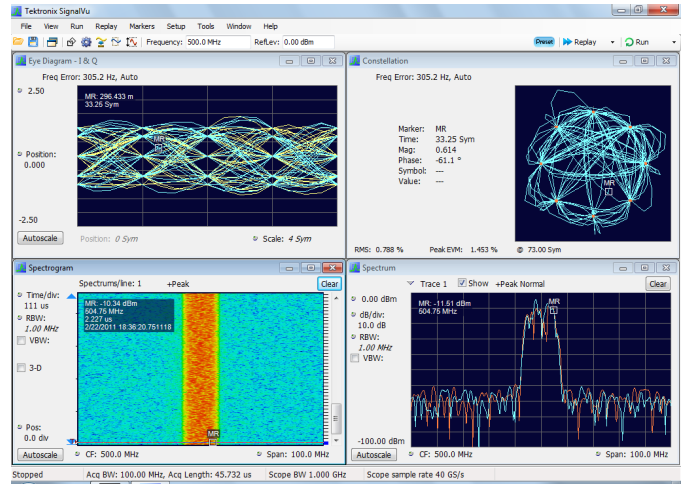 Tektronix SignalVu
File View Run Replay Markers Setup Tools Window Help
Frequency: 500.0 MHz RefLev: 0.00 dBm Preset Replay Run
Eye Diagram - I & Q
Freq Error: 305.2 Hz, Auto
2.50
MR: 296.433 m
33.25 Sym
MR
Position:
0.000
-2.50
Autoscale Position: 0 Sym Scale: 4 Sym
Constellation
Freq Error: 305.2 Hz, Auto
Marker: MR
Time: 33.25 Sym
Mag: 0.614
Phase: -61.1 °
Symbol: ---
Value: ---
MR
RMS: 0.788 % Peak EVM: 1.453 % @ 73.00 Sym
Spectrogram
Spectrums/line: 1 +Peak Clear
Time/div:
111 us
RBW:
1.00 MHz
VBW:
3-D
Pos:
0.0 div
MR: -10.34 dBm
504.75 MHz
2.227 us
2/22/2011 18:36:20.751118
MR
Autoscale CF: 500.0 MHz Span: 100.0 MHz
Spectrum
Trace 1 Show +Peak Normal Clear
0.00 dBm
dB/div:
10.0 dB
RBW:
1.00 MHz
VBW:
MR: -11.51 dBm
504.75 MHz
MR
-100.00 dBm
Autoscale CF: 500.0 MHz Span: 100.0 MHz
Stopped Acq BW: 100.00 MHz, Acq Length: 45.732 us Scope BW 1.000 GHz Scope sample rate 40 GS/s